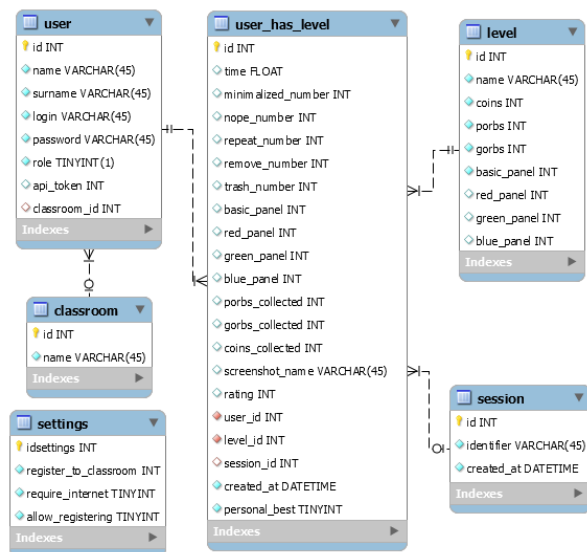 user
id INT
name VARCHAR(45)
surname VARCHAR(45)
login VARCHAR(45)
password VARCHAR(45)
role TINYINT(1)
api_token INT
classroom_id INT
Indexes
classroom
id INT
name VARCHAR(45)
Indexes
settings
idsettings INT
register_to_classroom INT
require_internet TINYINT
allow_registering TINYINT
Indexes
user_has_level
id INT
time FLOAT
minimalized_number INT
nope_number INT
repeat_number INT
remove_number INT
trash_number INT
basic_panel INT
red_panel INT
green_panel INT
blue_panel INT
porbs_collected INT
gorbs_collected INT
coins_collected INT
screenshot_name VARCHAR(45)
rating INT
user_id INT
level_id INT
session_id INT
created_at DATETIME
personal_best TINYINT
Indexes
level
id INT
name VARCHAR(45)
coins INT
porbs INT
gorbs INT
basic_panel INT
red_panel INT
green_panel INT
blue_panel INT
Indexes
session
id INT
identifier VARCHAR(45)
created_at DATETIME
Indexes